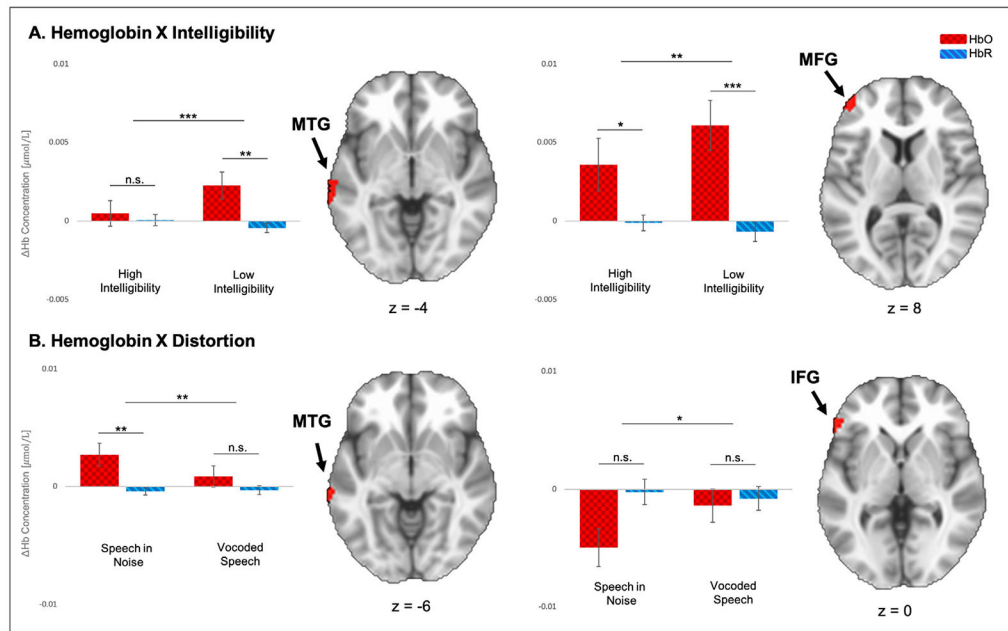 A. Hemoglobin X Intelligibility
HbO
HbR
0.01
0.005
0
-0.005
ΔHb Concentration [μmol/L]
***
n.s.
**
High
Intelligibility
Low
Intelligibility
MTG
z = -4
0.01
0.005
0
-0.005
**
*
***
High
Intelligibility
Low
Intelligibility
MFG
z = 8
B. Hemoglobin X Distortion
0.01
0
-0.01
ΔHb Concentration [μmol/L]
**
**
n.s.
Speech in
Noise
Vocoded
Speech
MTG
z = -6
0.01
0
-0.01
*
n.s.
n.s.
Speech in
Noise
Vocoded
Speech
IFG
z = 0